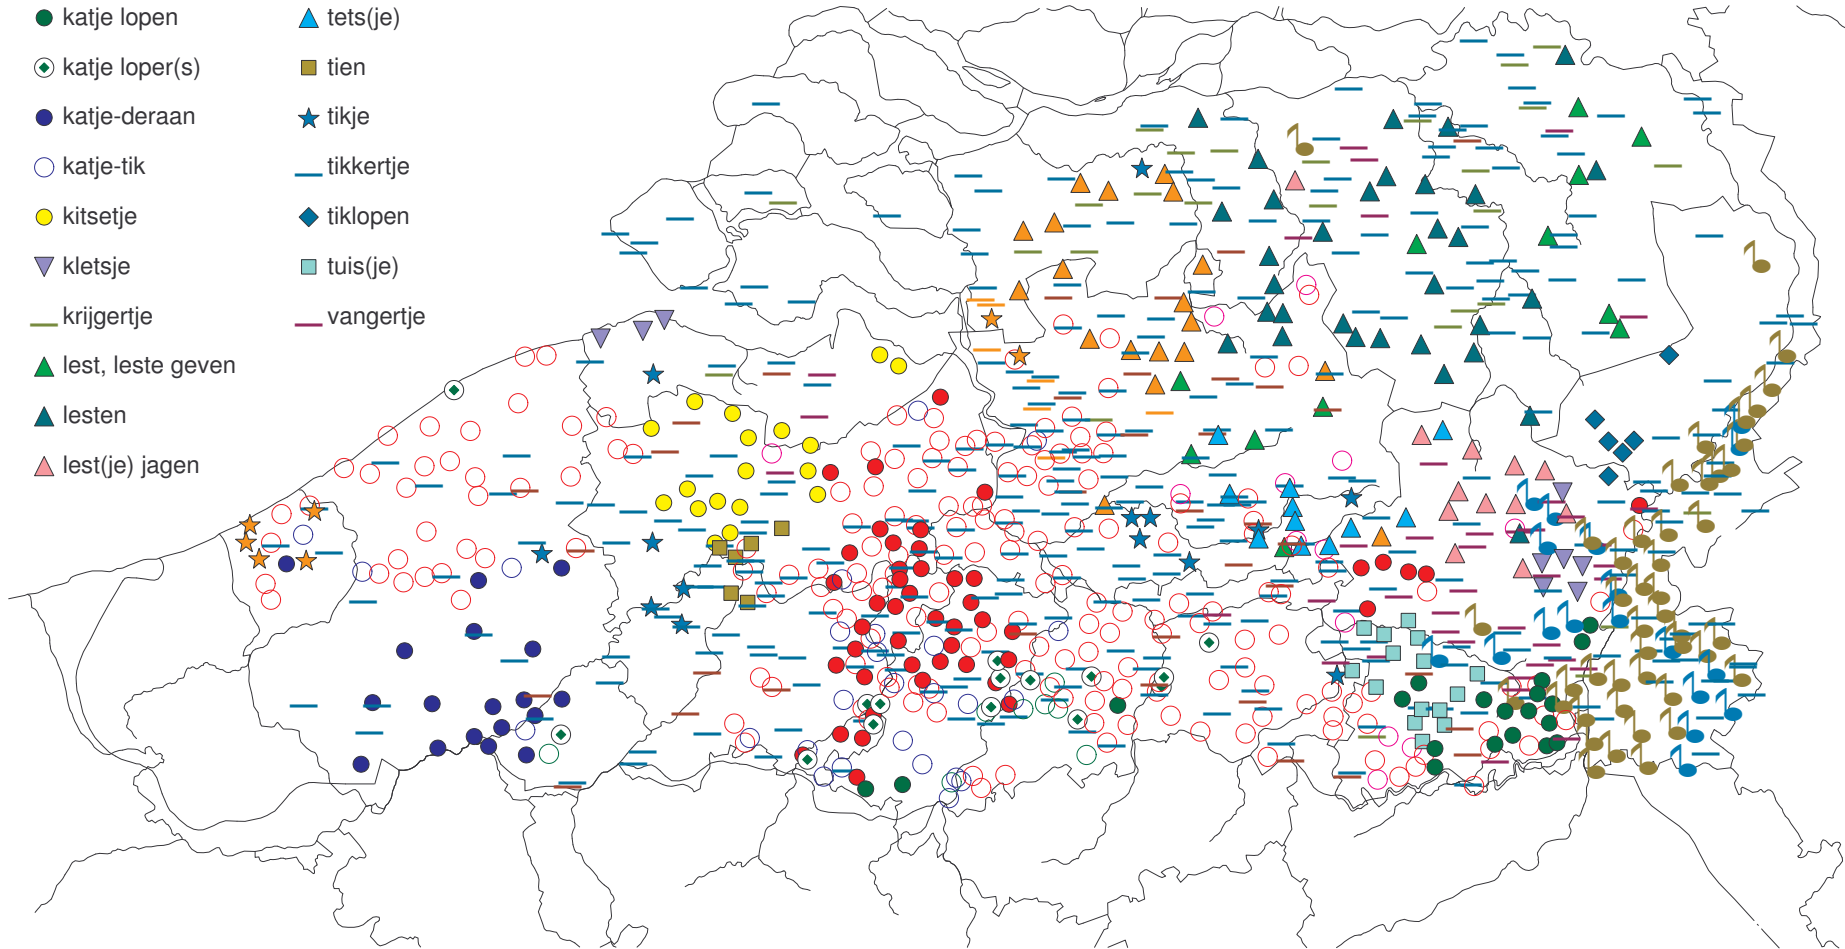 katje lopen
katje loper(s)
katje-deraan
katje-tik
kitsetje
kletsje
krijgertje
lest, leste geven
lesten
lest(je) jagen
tets(je)
tien
tikje
tikkertje
tiklopen
tuis(je)
vangertje